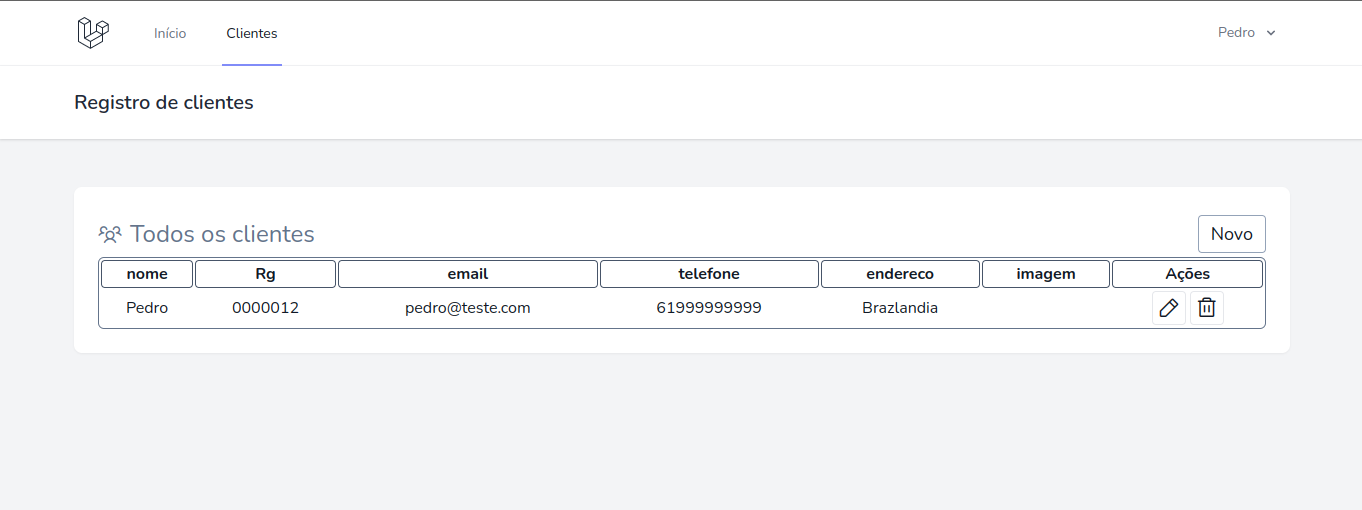 Início Clientes Pedro
Registro de clientes
Todos os clientes Novo
nome Rg email telefone endereco imagem Ações
Pedro 0000012 pedro@teste.com 61999999999 Brazlandia